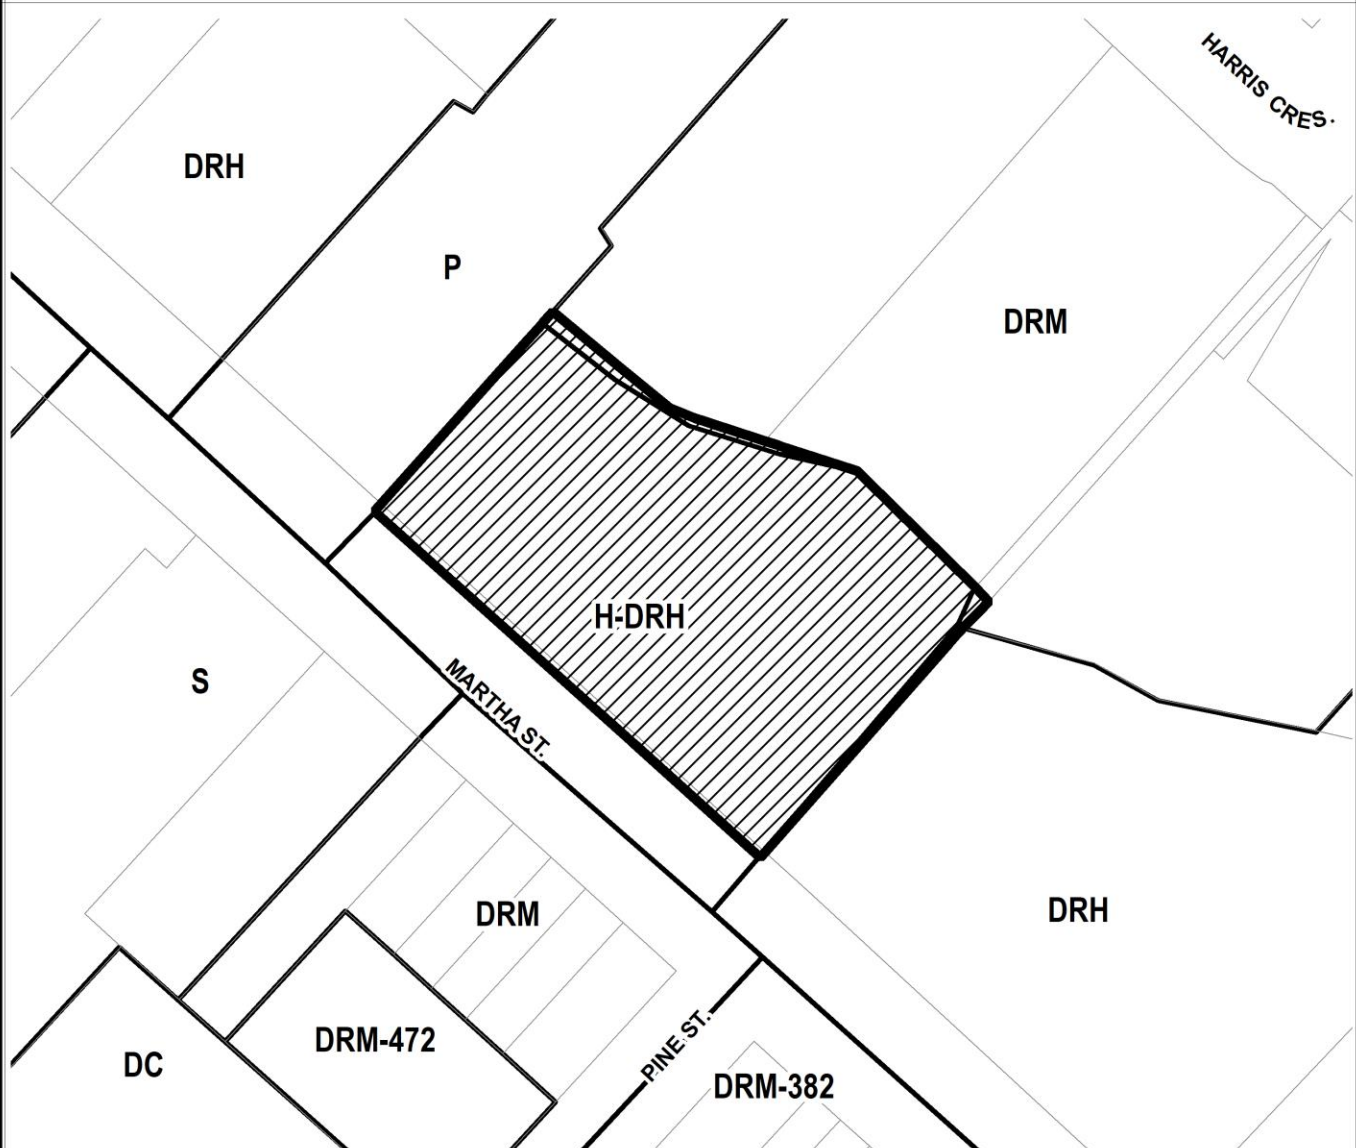 HARRIS CRES.
DRH
P
DRM
H-DRH
MARTHA ST.
S
DRM
DRH
DRM-472
PINE ST.
DC
DRM-382